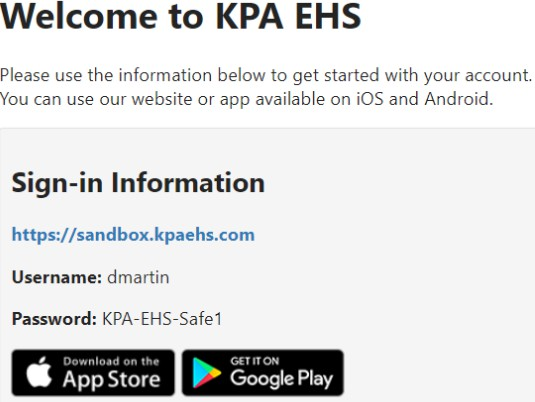 Welcome to KPA EHS
Please use the information below to get started with your account.
You can use our website or app available on iOS and Android.
Sign-in Information
https://sandbox.kpaehs.com
Username: dmartin
Password: KPA-EHS-Safe1
Download on the
App Store
GET IT ON
Google Play